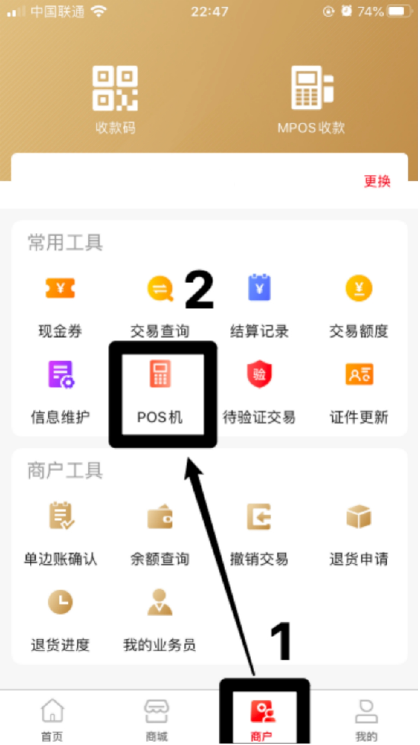 中国联通 22:47 74%
收款码 MPOS收款
更换
常用工具
2
现金券 交易查询 结算记录 交易额度
验
信息维护 POS机 待验证交易 证件更新
商户工具
单边账确认 余额查询 撤销交易 退货申请
退货进度 我的业务员
1
首页 商城 商户 我的